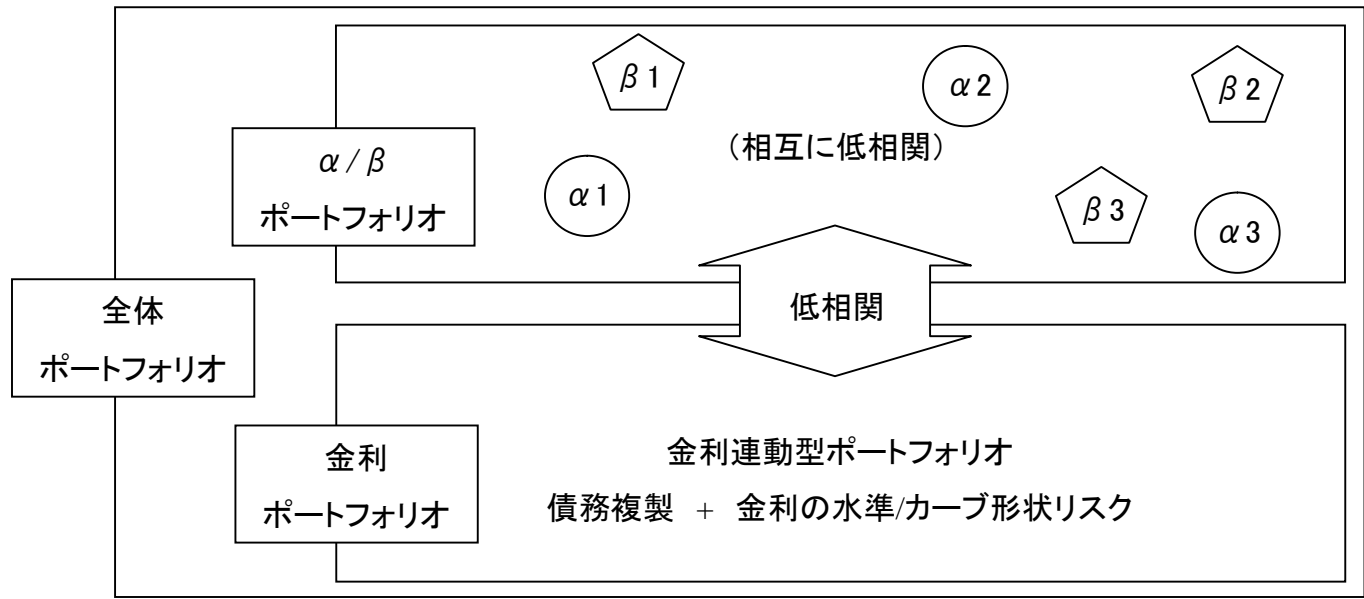 全体
ポートフォリオ
α/β
ポートフォリオ
β1
α2
β2
(相互に低相関)
α1
β3
α3
低相関
金利
ポートフォリオ
金利連動型ポートフォリオ
債務複製 + 金利の水準/カーブ形状リスク